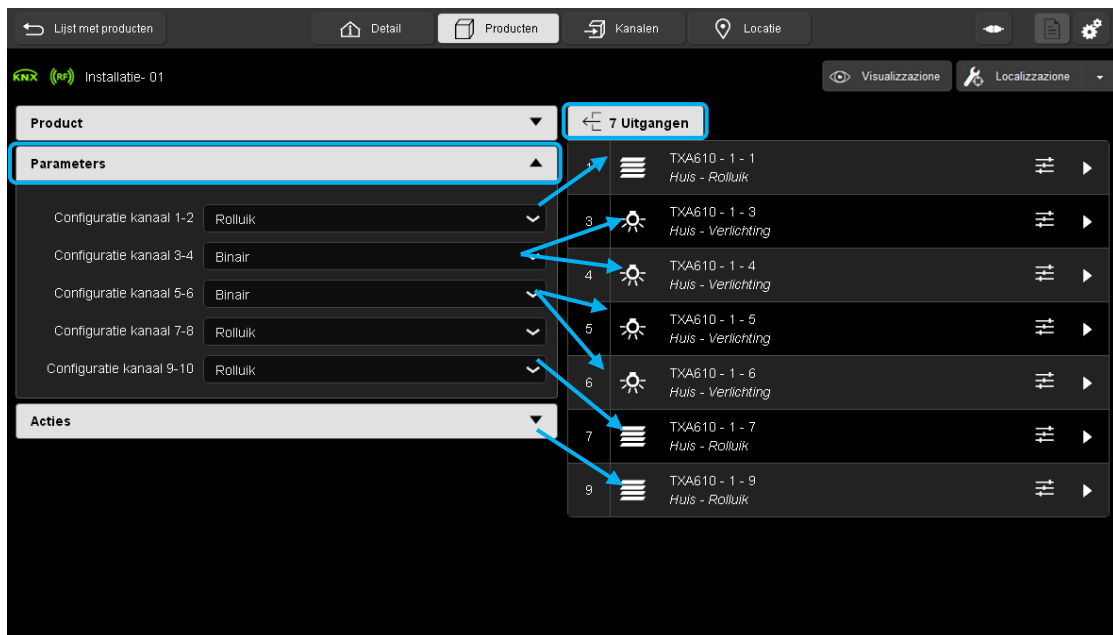 Lijst met producten
Detail
Producten
Kanalen
Locatie
KNX ((RF)) Installatie- 01
Visualizzazione
Localizzazione
Product
Parameters
Configuratie kanaal 1-2 Rolluik
Configuratie kanaal 3-4 Binair
Configuratie kanaal 5-6 Binair
Configuratie kanaal 7-8 Rolluik
Configuratie kanaal 9-10 Rolluik
Acties
7 Uitgangen
TXA610 - 1 - 1
Huis - Rolluik
3 TXA610 - 1 - 3
Huis - Verlichting
4 TXA610 - 1 - 4
Huis - Verlichting
5 TXA610 - 1 - 5
Huis - Verlichting
6 TXA610 - 1 - 6
Huis - Verlichting
7 TXA610 - 1 - 7
Huis - Rolluik
9 TXA610 - 1 - 9
Huis - Rolluik